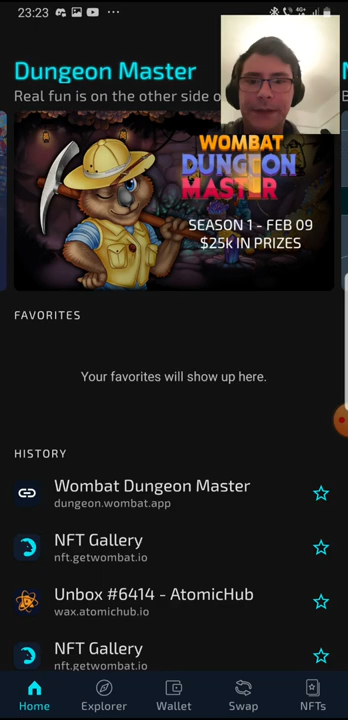 23:23
Dungeon Master
Real fun is on the other side o
WOMBAT
DUNGEON
MASTER
SEASON 1 - FEB 09
$25k IN PRIZES
FAVORITES
Your favorites will show up here.
HISTORY
Wombat Dungeon Master
dungeon.wombat.app
NFT Gallery
nft.getwombat.io
Unbox #6414 - AtomicHub
wax.atomichub.io
NFT Gallery
nft.getwombat.io
Home Explorer Wallet Swap NFTs